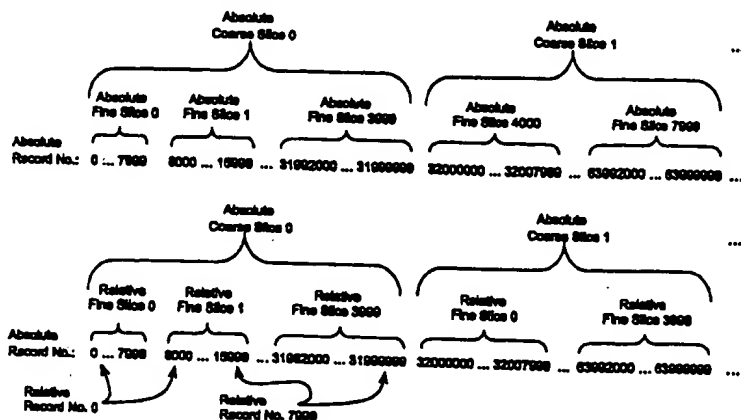 Absolute
Coarse Slice 0
Absolute
Coarse Slice 1
...
Absolute
Fine Slice 0
Absolute
Fine Slice 1
Absolute
Fine Slice 3999
Absolute
Fine Slice 4000
Absolute
Fine Slice 7999
Absolute
Record No.: 0 ... 7999 8000 ... 15999 ... 31992000 ... 31999999 32000000 ... 32007999 ... 63992000 ... 63999999 ...
Absolute
Coarse Slice 0
Absolute
Coarse Slice 1
...
Relative
Fine Slice 0
Relative
Fine Slice 1
Relative
Fine Slice 3999
Relative
Fine Slice 0
Relative
Fine Slice 3999
Absolute
Record No.: 0 ... 7999 8000 ... 15999 ... 31992000 ... 31999999 32000000 ... 32007999 ... 63992000 ... 63999999 ...
Relative
Record No. 0
Relative
Record No. 7999